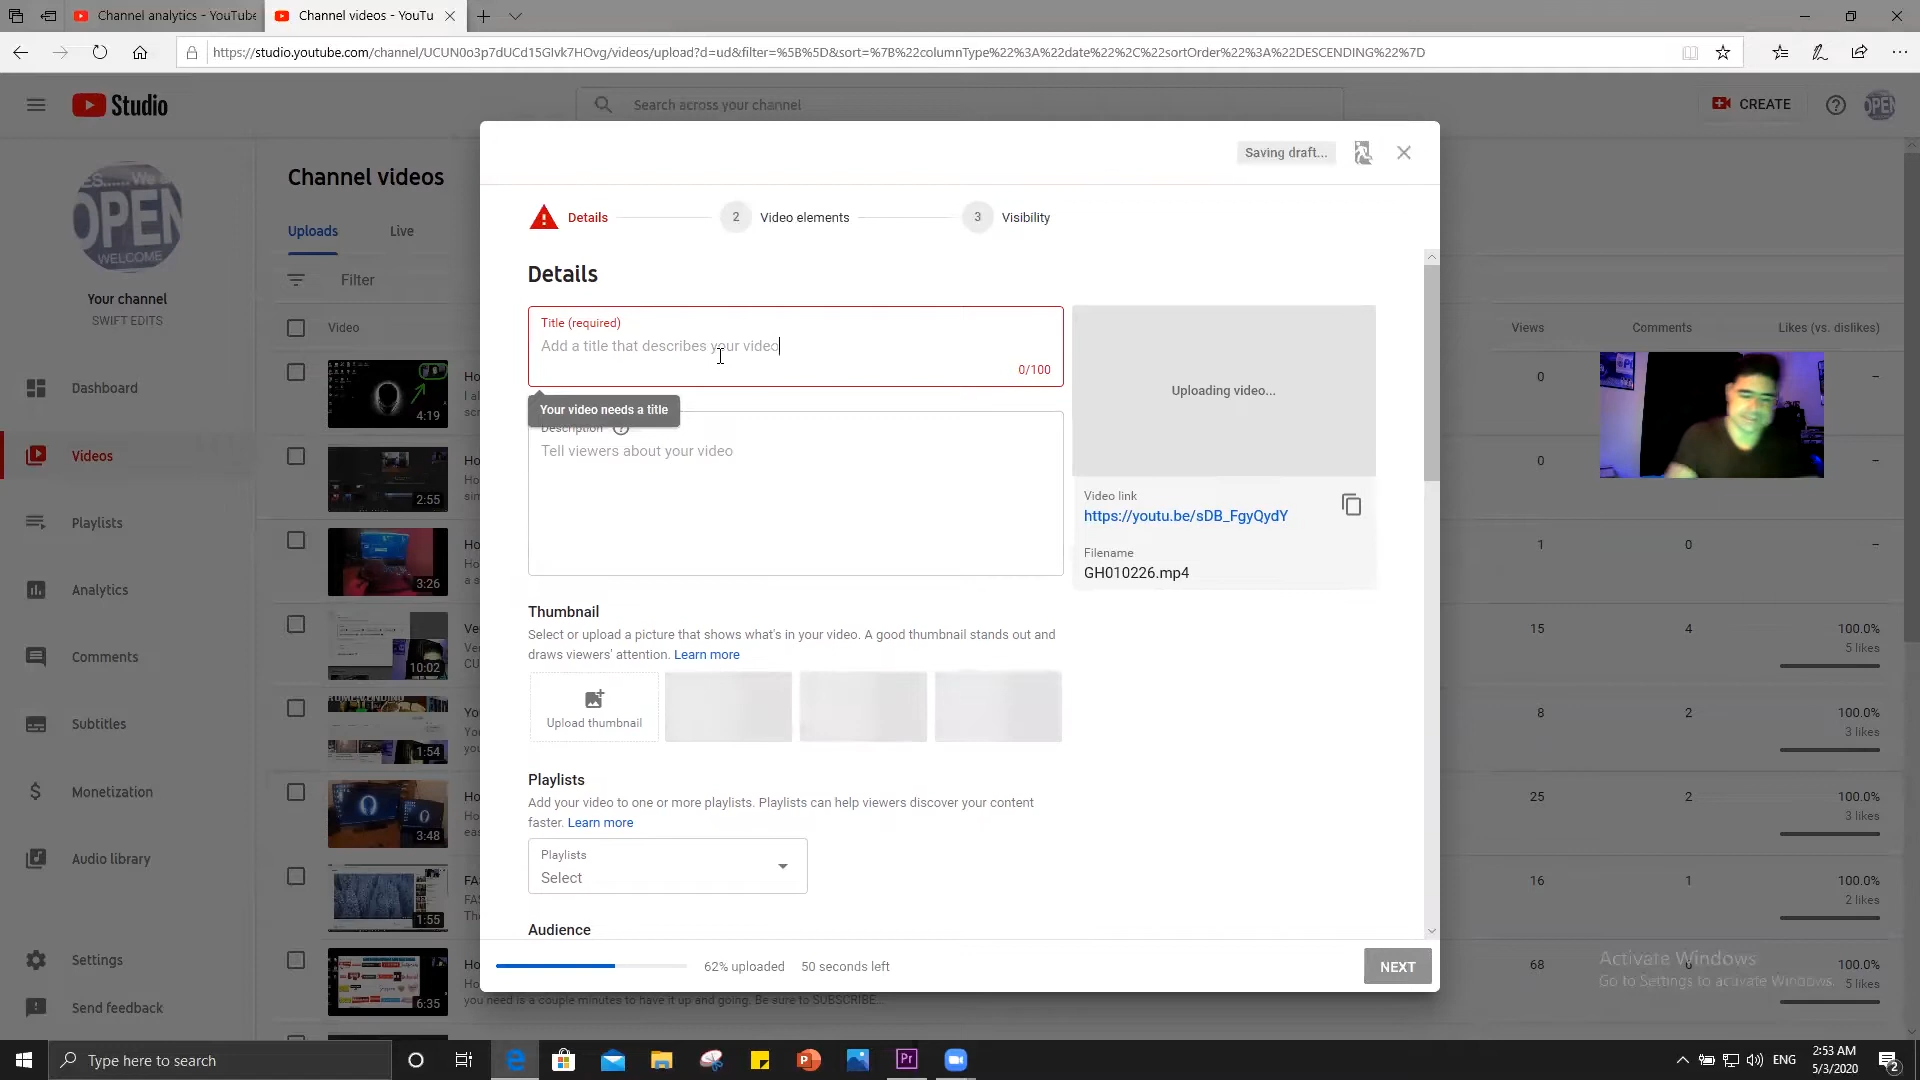 Channel analytics - YouTube
Channel videos - YouTu
https://studio.youtube.com/channel/UCUN0o3p7dUCd15GIvk7HOvg/videos/upload?d=ud&filter=%5B%5D&sort=%7B%22columnType%22%3A%22date%22%2C%22sortOrder%22%3A%22DESCENDING%22%7D
Studio
Search across your channel
CREATE
OPEN
WELCOME
Your channel
SWIFT EDITS
Dashboard
Videos
Playlists
Analytics
Comments
Subtitles
Monetization
Audio library
Settings
Send feedback
Channel videos
Uploads
Live
Filter
Video
Views
Comments
Likes (vs. dislikes)
4:19
0
–
2:55
0
–
3:26
1
0
–
10:02
15
4
100.0%
5 likes
1:54
8
2
100.0%
3 likes
3:48
25
2
100.0%
3 likes
1:55
16
1
100.0%
2 likes
6:35
68
100.0%
5 likes
you need is a couple minutes to have it up and going. Be sure to SUBSCRIBE...
Saving draft...
Details
2
Video elements
3
Visibility
Details
Title (required)
Add a title that describes your video
0/100
Your video needs a title
Description
Tell viewers about your video
Uploading video...
Video link
https://youtu.be/sDB_FgyQydY
Filename
GH010226.mp4
Thumbnail
Select or upload a picture that shows what's in your video. A good thumbnail stands out and
draws viewers' attention. Learn more
Upload thumbnail
Playlists
Add your video to one or more playlists. Playlists can help viewers discover your content
faster. Learn more
Playlists
Select
Audience
62% uploaded 50 seconds left
NEXT
Activate Windows
Go to Settings to activate Windows.
Type here to search
ENG
2:53 AM
5/3/2020
2